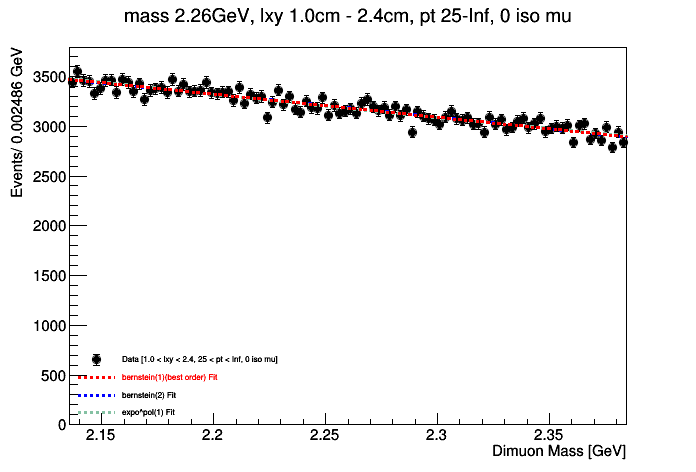 mass 2.26GeV, lxy 1.0cm - 2.4cm, pt 25-Inf, 0 iso mu
Events/ 0.002486 GeV
3500
3000
2500
2000
1500
1000
500
0
Data [1.0 < lxy < 2.4, 25 < pt < Inf, 0 iso mu]
bernstein(1)(best order) Fit
bernstein(2) Fit
expo^pol(1) Fit
2.15 2.2 2.25 2.3 2.35
Dimuon Mass [GeV]